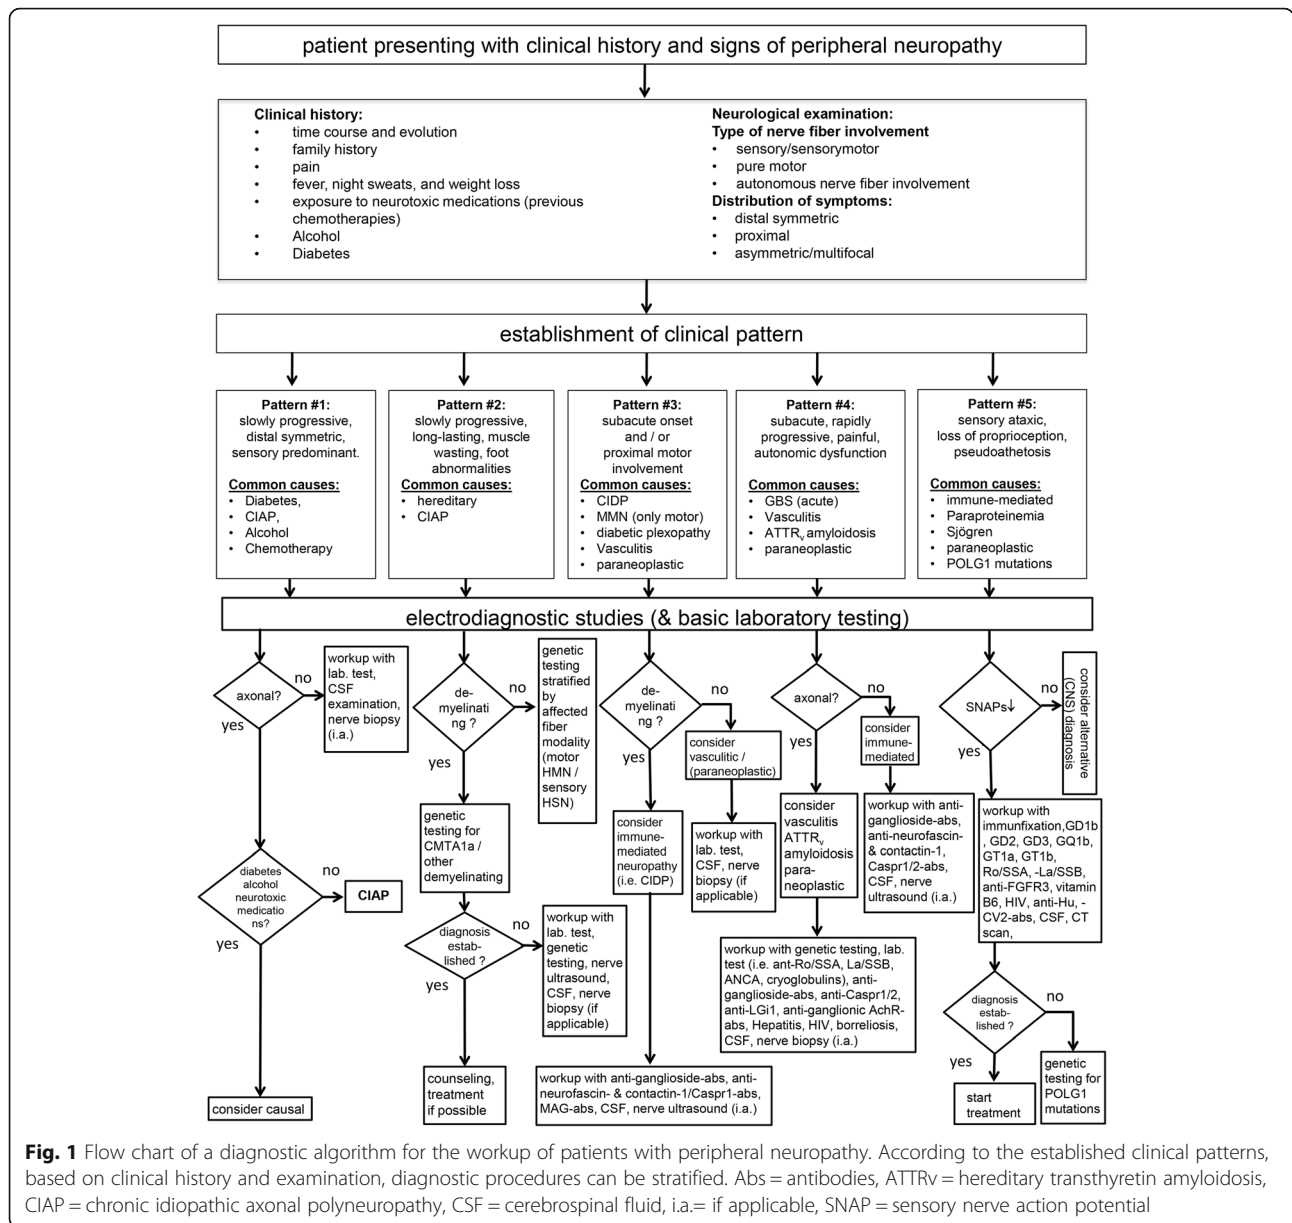 patient presenting with clinical history and signs of peripheral neuropathy
Clinical history:
• time course and evolution
• family history
• pain
• fever, night sweats, and weight loss
• exposure to neurotoxic medications (previous
chemotherapies)
• Alcohol
• Diabetes
Neurological examination:
Type of nerve fiber involvement
• sensory/sensorymotor
• pure motor
• autonomous nerve fiber involvement
Distribution of symptoms:
• distal symmetric
• proximal
• asymmetric/multifocal
establishment of clinical pattern
Pattern #1:
slowly progressive,
distal symmetric,
sensory predominant.
Common causes:
• Diabetes,
• CIAP,
• Alcohol
• Chemotherapy
Pattern #2:
slowly progressive,
long-lasting, muscle
wasting, foot
abnormalities
Common causes:
• hereditary
• CIAP
Pattern #3:
subacute onset
and / or
proximal motor
involvement
Common causes:
• CIDP
• MMN (only motor)
• diabetic plexopathy
• Vasculitis
• paraneoplastic
Pattern #4:
subacute, rapidly
progressive, painful,
autonomic dysfunction
Common causes:
• GBS (acute)
• Vasculitis
• ATTRv amyloidosis
• paraneoplastic
Pattern #5:
sensory ataxic,
loss of proprioception,
pseudoathetosis
Common causes:
• immune-mediated
• Paraproteinemia
• Sjögren
• paraneoplastic
• POLG1 mutations
electrodiagnostic studies (& basic laboratory testing)
axonal?
no
workup with
lab. test,
CSF
examination,
nerve biopsy
(i.a.)
yes
diabetes
alcohol
neurotoxic
medicatio
ns?
no
CIAP
yes
consider causal
de-
myelinati
ng ?
no
genetic
testing
stratified
by
affected
fiber
modality
(motor
HMN /
sensory
HSN)
yes
genetic
testing for
CMTA1a /
other
demyelinating
diagnosis
estab-
lished ?
no
workup with
lab. test,
genetic
testing, nerve
ultrasound,
CSF, nerve
biopsy (if
applicable)
yes
counseling,
treatment
if possible
de-
myelinati
ng ?
no
consider
vasculitic /
(paraneoplastic)
workup with
lab. test,
CSF, nerve
biopsy (if
applicable)
yes
consider
immune-
mediated
neuropathy
(i.e. CIDP)
workup with anti-ganglioside-abs, anti-
neurofascin- & contactin-1/Caspr1-abs,
MAG-abs, CSF, nerve ultrasound (i.a.)
axonal?
no
consider
immune-
mediated
workup with anti-
ganglioside-abs,
anti-neurofascin-
& contactin-1,
Caspr1/2-abs,
CSF, nerve
ultrasound (i.a.)
yes
consider
vasculitis
ATTRv
amyloidosis
para-
neoplastic
workup with genetic testing, lab.
test (i.e. ant-Ro/SSA, La/SSB,
ANCA, cryoglobulins), anti-
ganglioside-abs, anti-Caspr1/2,
anti-LGi1, anti-ganglionic AchR-
abs, Hepatitis, HIV, borreliosis,
CSF, nerve biopsy (i.a.)
SNAPs↓
no
consider alternative
(CNS) diagnosis
yes
workup with
immunfixation,GD1b
, GD2, GD3, GQ1b,
GT1a, GT1b,
Ro/SSA, -La/SSB,
anti-FGFR3, vitamin
B6, HIV, anti-Hu, -
CV2-abs, CSF, CT
scan,
diagnosis
estab-
lished ?
no
genetic
testing for
POLG1
mutations
yes
start
treatment
Fig. 1 Flow chart of a diagnostic algorithm for the workup of patients with peripheral neuropathy. According to the established clinical patterns,
based on clinical history and examination, diagnostic procedures can be stratified. Abs = antibodies, ATTRv = hereditary transthyretin amyloidosis,
CIAP = chronic idiopathic axonal polyneuropathy, CSF = cerebrospinal fluid, i.a.= if applicable, SNAP = sensory nerve action potential